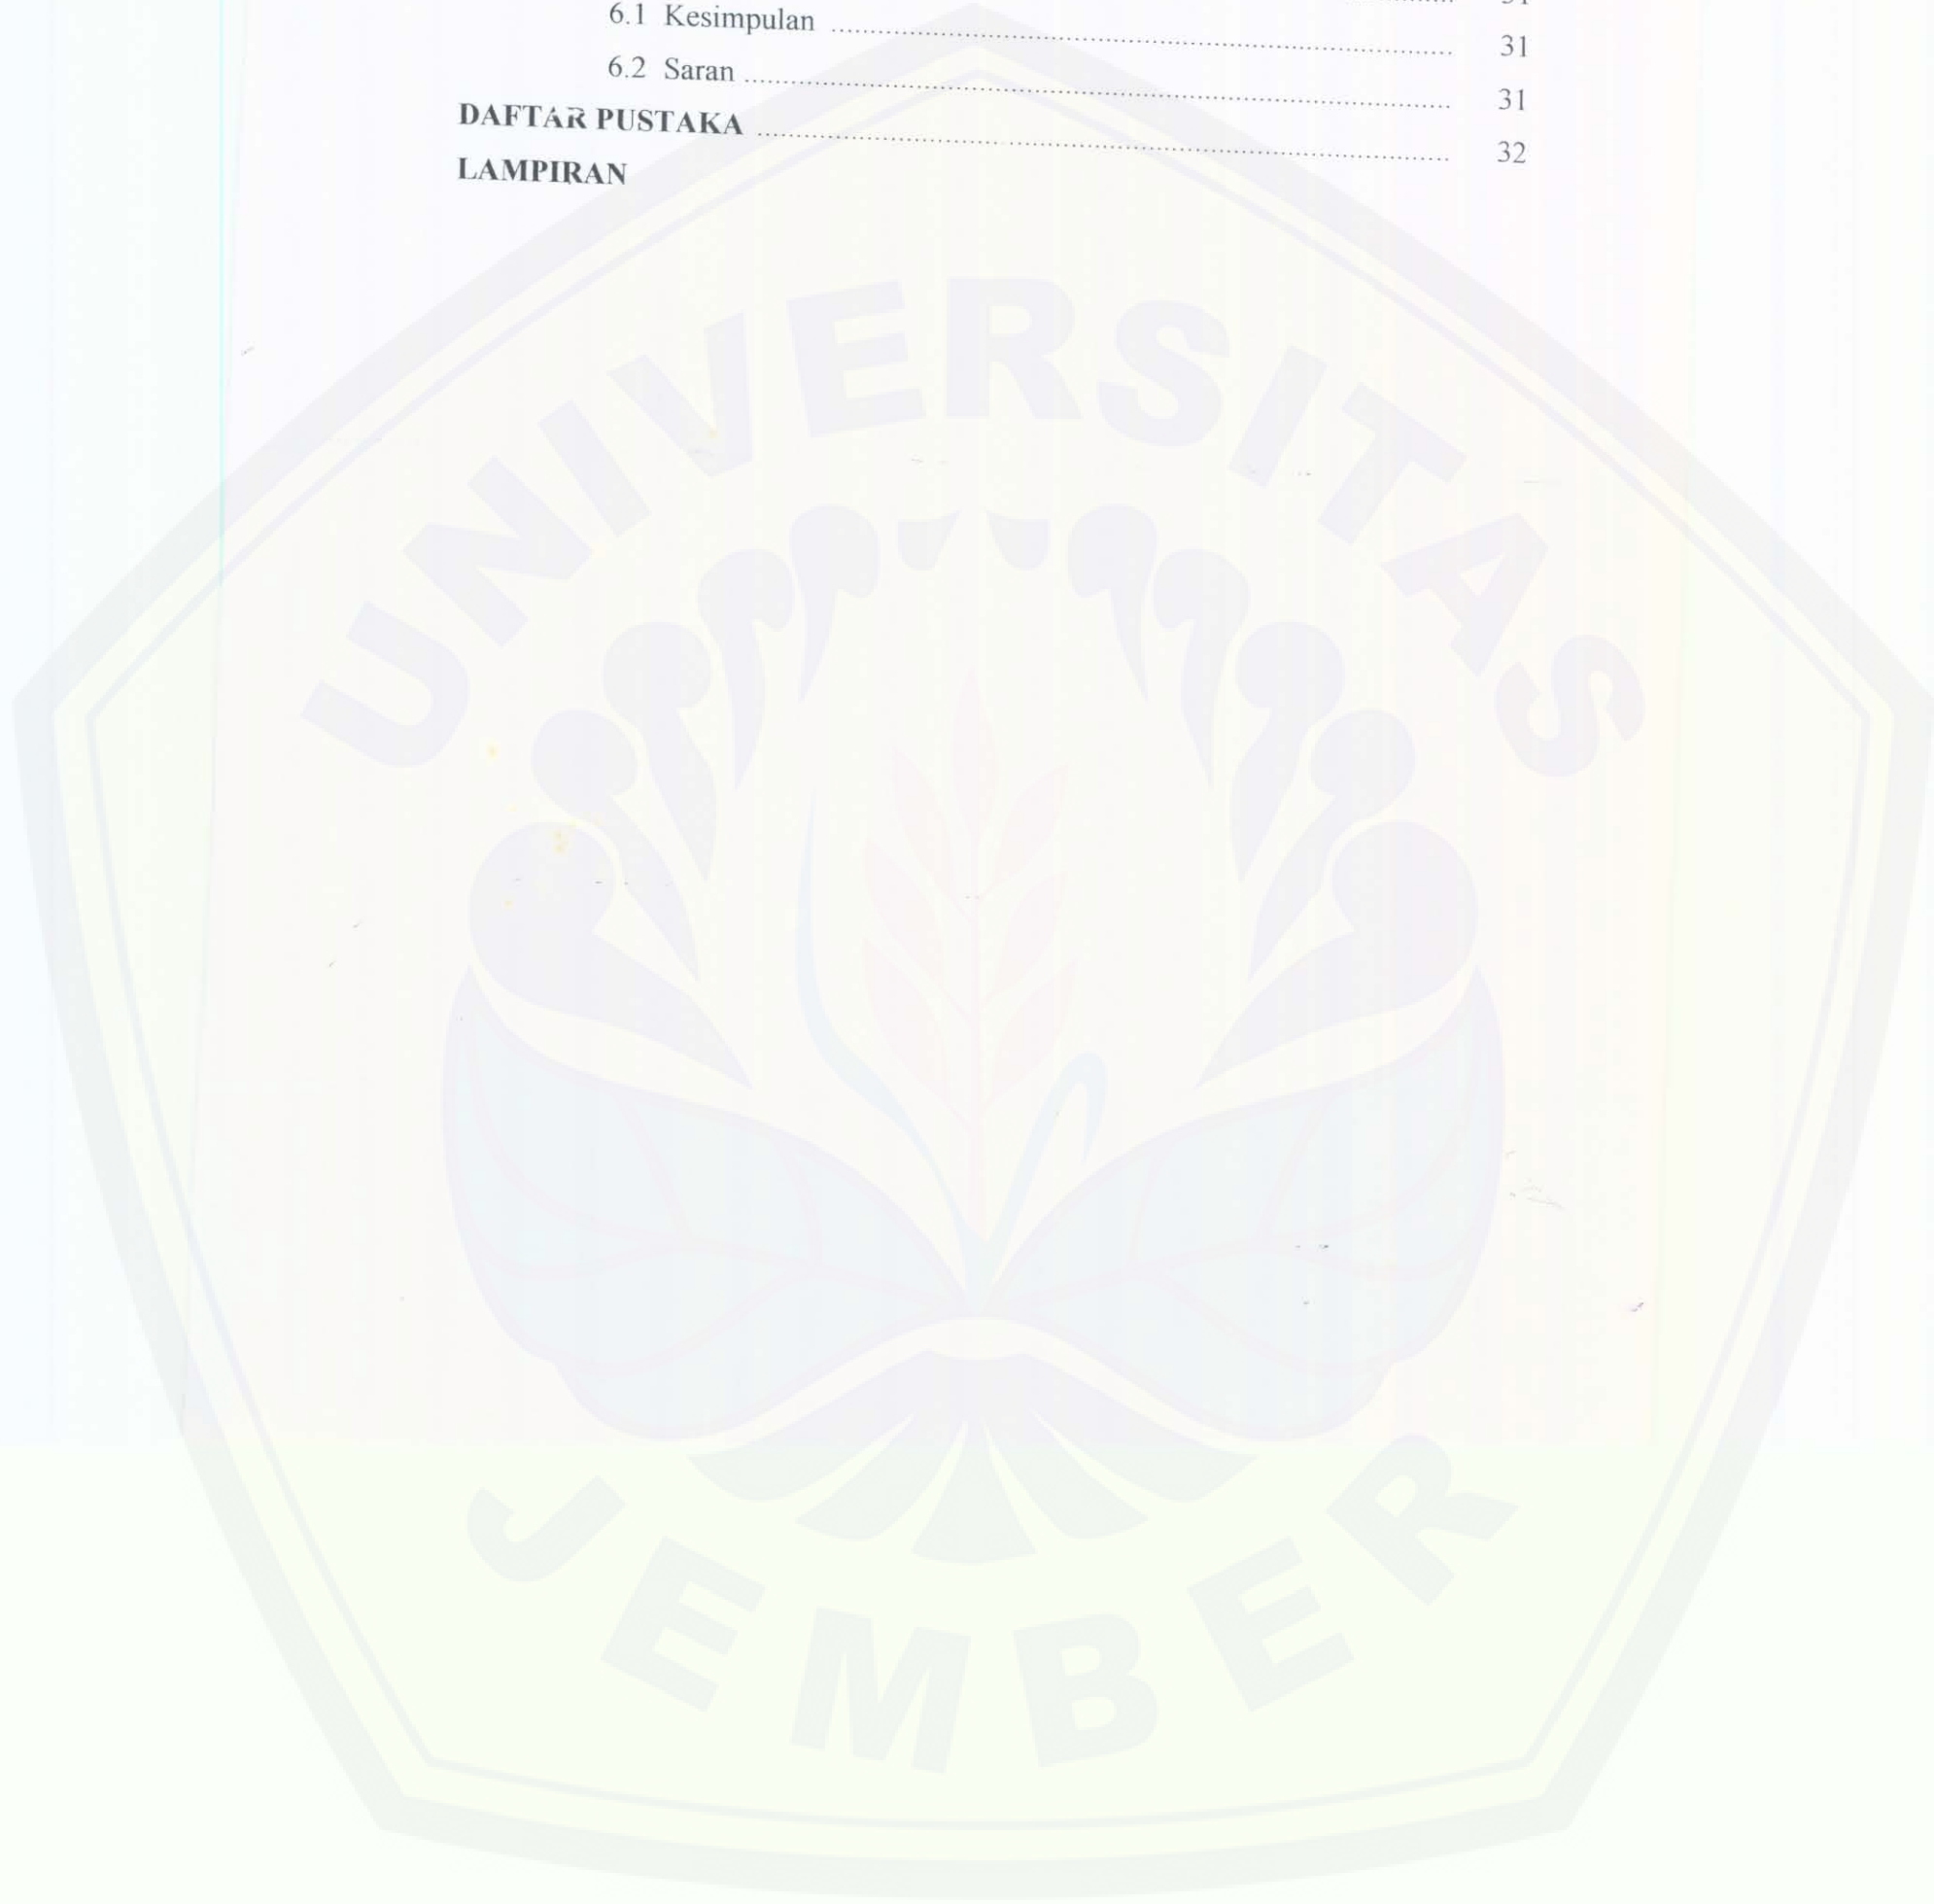 6.1 Kesimpulan ........................................ 31
6.2 Saran ........................................ 31
DAFTAR PUSTAKA ........................................ 32
LAMPIRAN
UNIVERSITAS
JEMBER